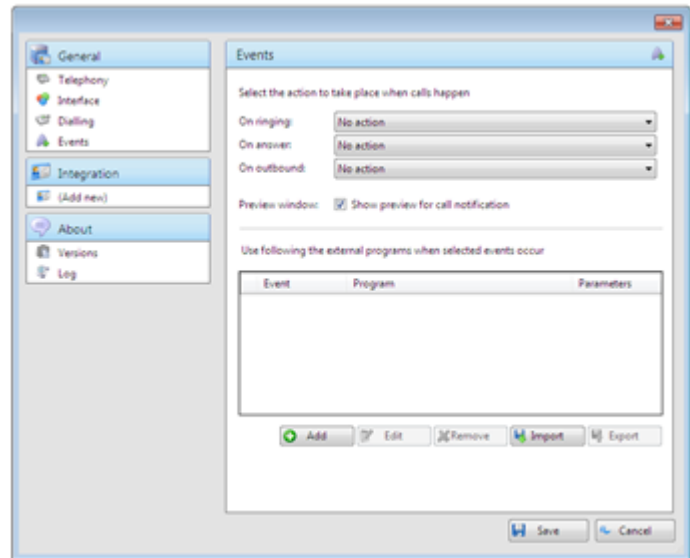 General
Telephony
Interface
Dialling
Events
Integration
(Add new)
About
Versions
Log
Events
Select the action to take place when calls happen
On ringing: No action
On answer: No action
On outbound: No action
Preview window: Show preview for call notification
Use following the external programs when selected events occur
Event Program Parameters
Add Edit Remove Import Export
Save Cancel